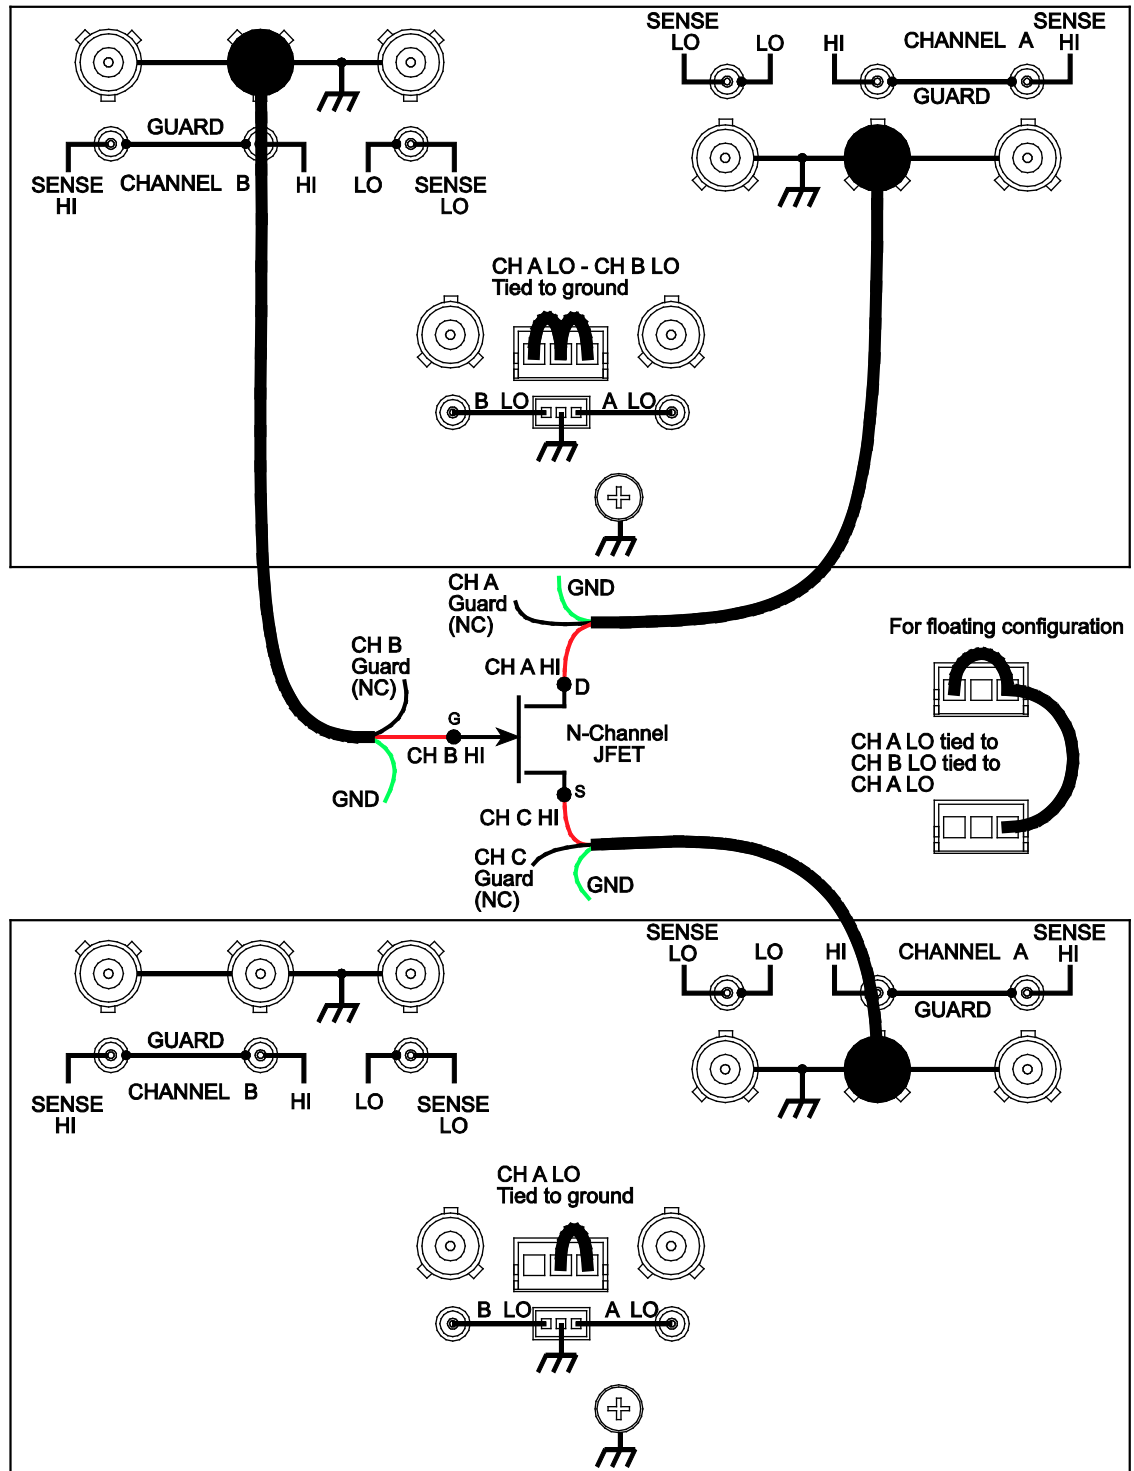 SENSE
LO
LO
HI
CHANNEL A
SENSE
HI
GUARD
GUARD
SENSE
HI
CHANNEL B
HI
LO
SENSE
LO
CH A LO - CH B LO
Tied to ground
B LO
A LO
CH A
Guard
(NC)
GND
For floating configuration
CH B
Guard
(NC)
CH A HI
D
G
N-Channel
JFET
CH B HI
CH A LO tied to
CH B LO tied to
CH A LO
GND
S
CH C HI
CH C
Guard
(NC)
GND
SENSE
LO
LO
HI
CHANNEL A
SENSE
HI
GUARD
GUARD
SENSE
HI
CHANNEL B
HI
LO
SENSE
LO
CH A LO
Tied to ground
B LO
A LO